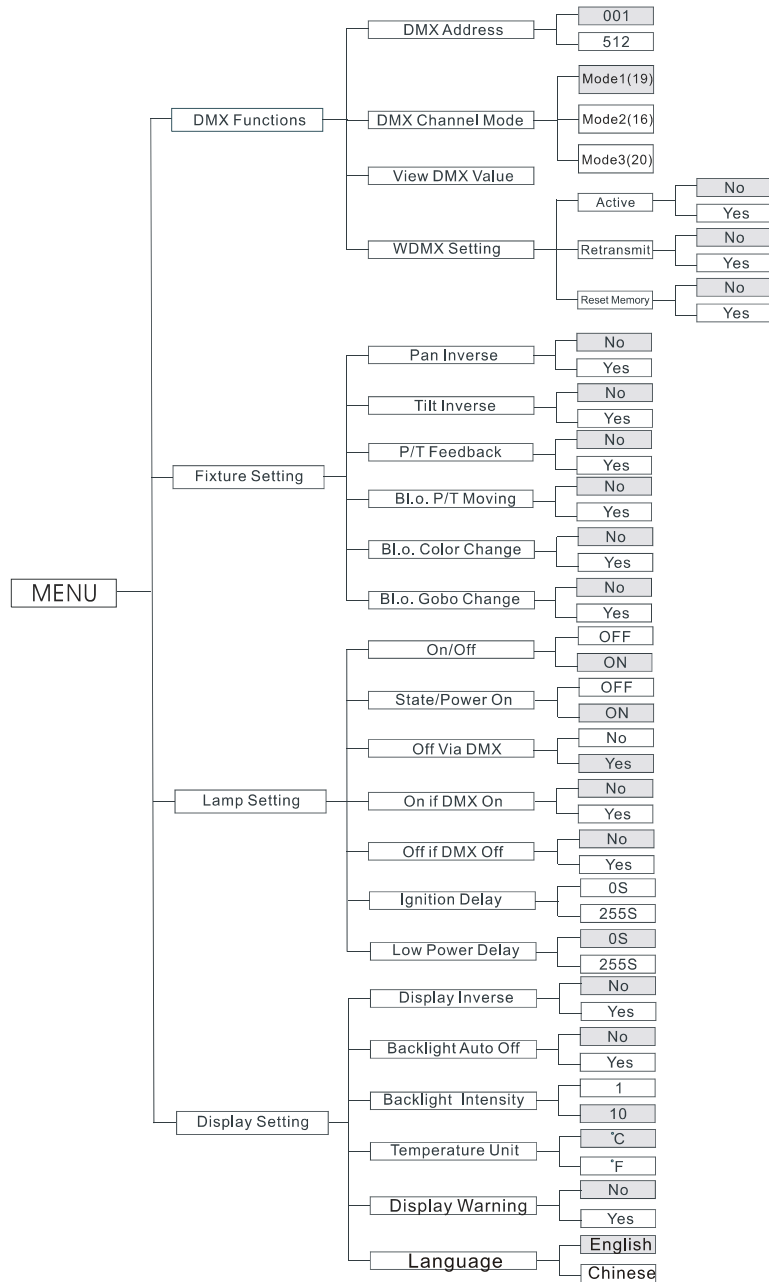 MENU
DMX Functions
DMX Address
001
512
DMX Channel Mode
Mode1(19)
Mode2(16)
Mode3(20)
View DMX Value
WDMX Setting
Active
No
Yes
Retransmit
No
Yes
Reset Memory
No
Yes
Fixture Setting
Pan Inverse
No
Yes
Tilt Inverse
No
Yes
P/T Feedback
No
Yes
Bl.o. P/T Moving
No
Yes
Bl.o. Color Change
No
Yes
Bl.o. Gobo Change
No
Yes
Lamp Setting
On/Off
OFF
ON
State/Power On
OFF
ON
Off Via DMX
No
Yes
On if DMX On
No
Yes
Off if DMX Off
No
Yes
Ignition Delay
0S
255S
Low Power Delay
0S
255S
Display Setting
Display Inverse
No
Yes
Backlight Auto Off
No
Yes
Backlight Intensity
1
10
Temperature Unit
°C
°F
Display Warning
No
Yes
Language
English
Chinese